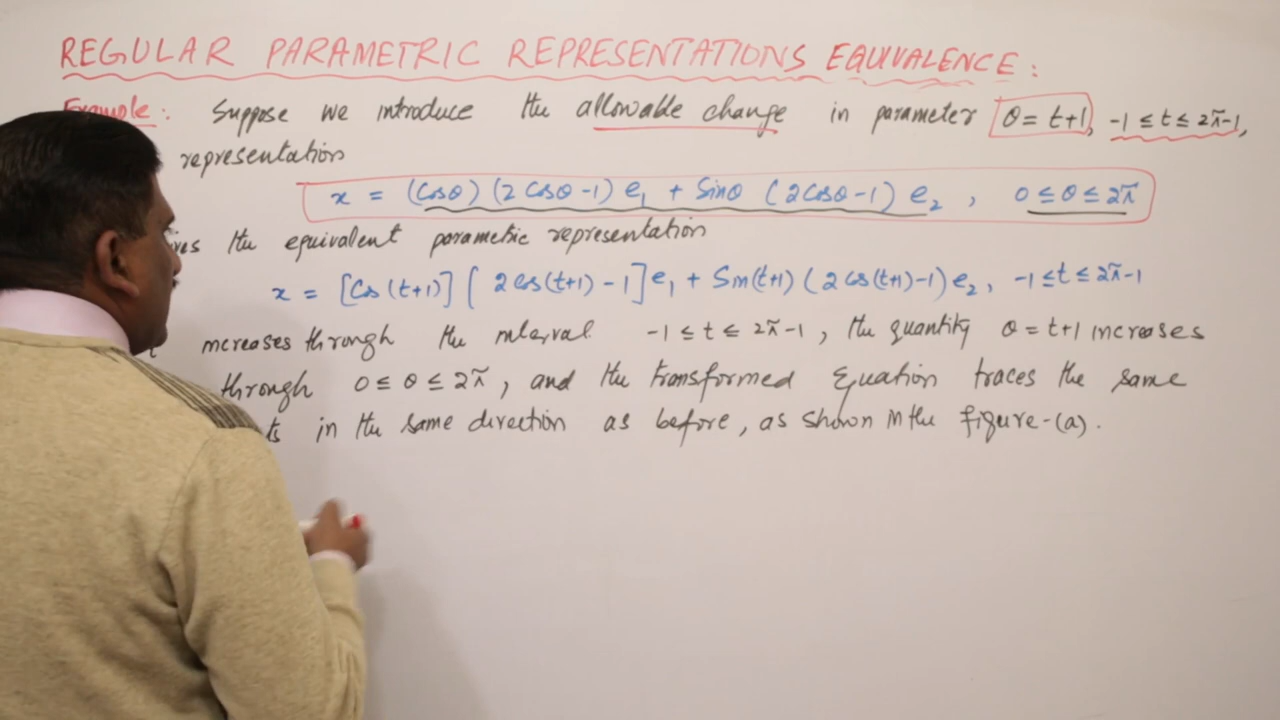 REGULAR PARAMETRIC REPRESENTATIONS EQUIVALENCE :
Example : Suppose we introduce the allowable change in parameter θ = t+1, -1 ≤ t ≤ 2π-1,
representation
x = (Cosθ) (2 Cosθ -1) e₁ + Sinθ (2Cosθ-1) e₂ , 0 ≤ θ ≤ 2π
the equivalent parametric representation
x = [Cos (t+1)] [ 2cos(t+1) - 1] e₁ + Sin(t+1) (2 cos(t+1)-1) e₂, -1 ≤ t ≤ 2π-1
t increases through the interval -1 ≤ t ≤ 2π-1 , the quantity θ = t+1 increases
through 0 ≤ θ ≤ 2π , and the transformed Equation traces the same
in the same direction as before, as shown in the figure-(a).